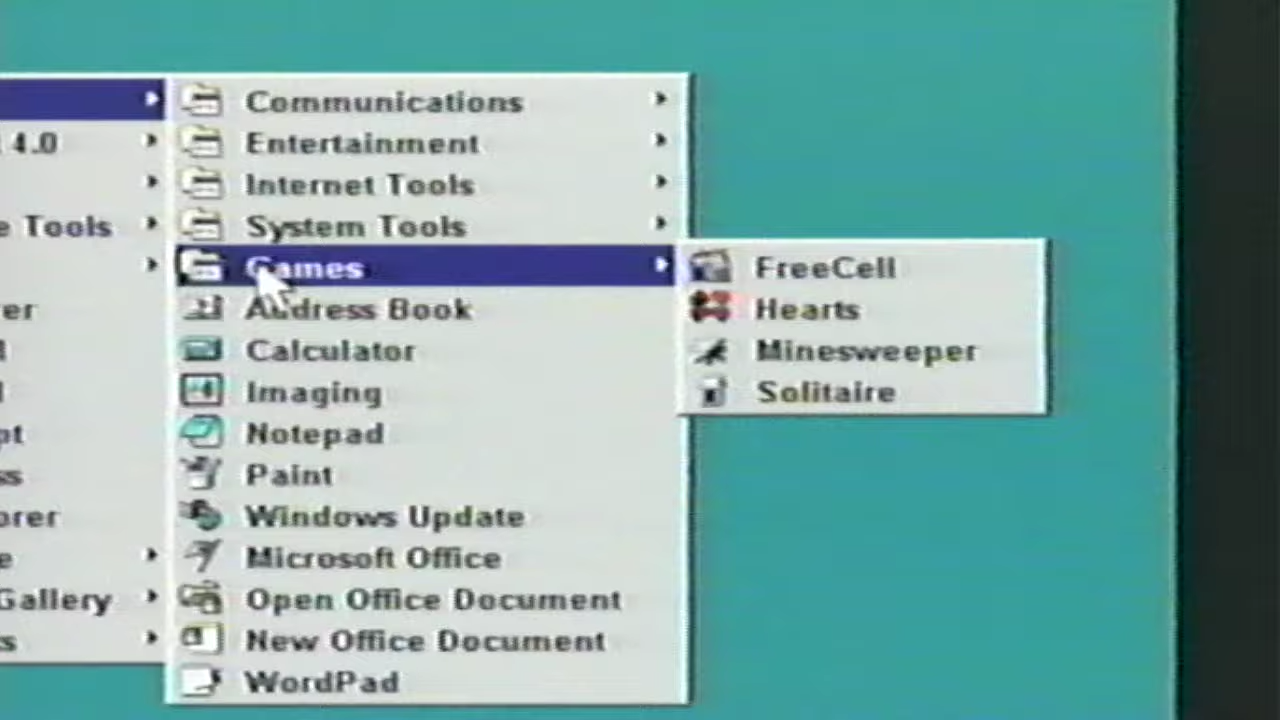 4.0
Tools
Gallery
Communications
Entertainment
Internet Tools
System Tools
Games
Address Book
Calculator
Imaging
Notepad
Paint
Windows Update
Microsoft Office
Open Office Document
New Office Document
WordPad
FreeCell
Hearts
Minesweeper
Solitaire